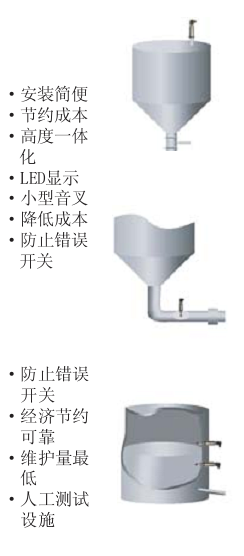 • 安装简便
• 节约成本
• 高度一体
化
• LED显示
• 小型音叉
• 降低成本
• 防止错误
开关
• 防止错误
开关
• 经济节约
可靠
• 维护量最
低
• 人工测试
设施